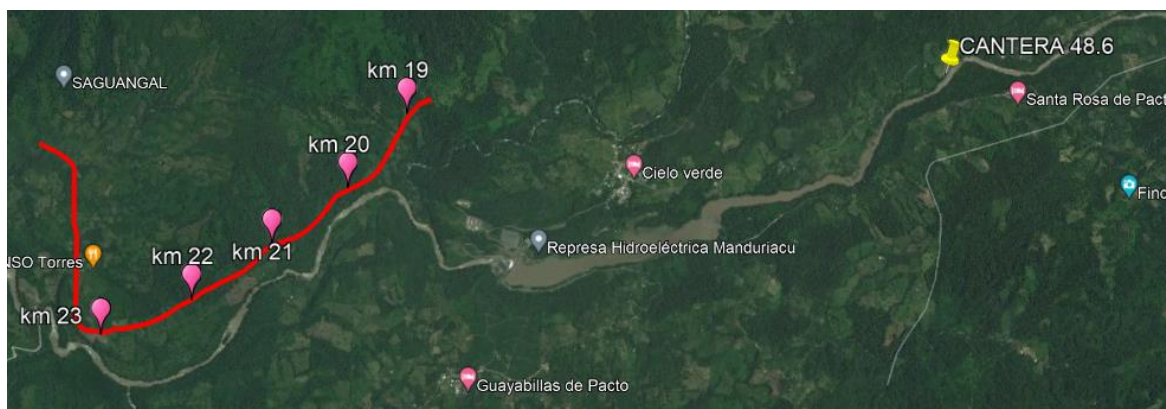 CANTERA 48.6
km 19
SAGUANGAL
Santa Rosa de Pact
km 20
Cielo verde
Finc
km 21
Represa Hidroeléctrica Manduriacu
km 22
NSO Torres
km 23
Guayabillas de Pacto